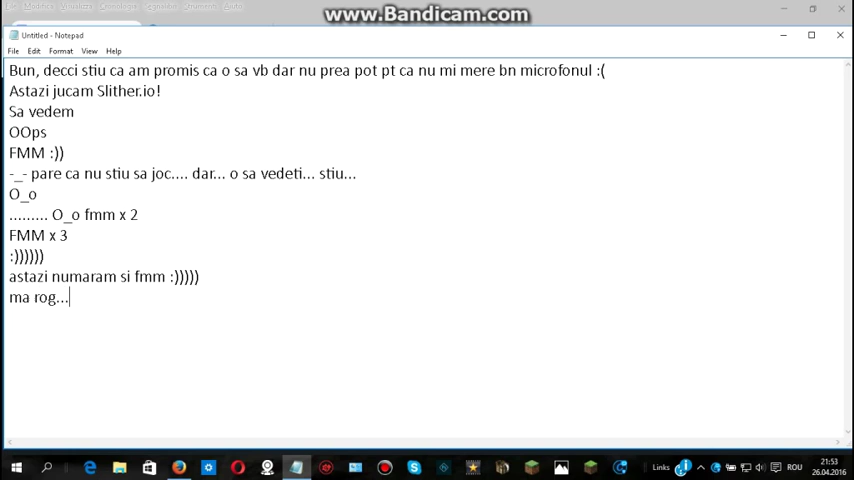 www.Bandicam.com
Untitled - Notepad
File Edit Format View Help
Bun, decci stiu ca am promis ca o sa vb dar nu prea pot pt ca nu mi mere bn microfonul :(
Astazi jucam Slither.io!
Sa vedem
OOps
FMM :))
-_- pare ca nu stiu sa joc.... dar... o sa vedeti... stiu...
O_o
......... O_o fmm x 2
FMM x 3
:))))))
astazi numaram si fmm :)))))
ma rog...
Links ROU 21:53
26.04.2016